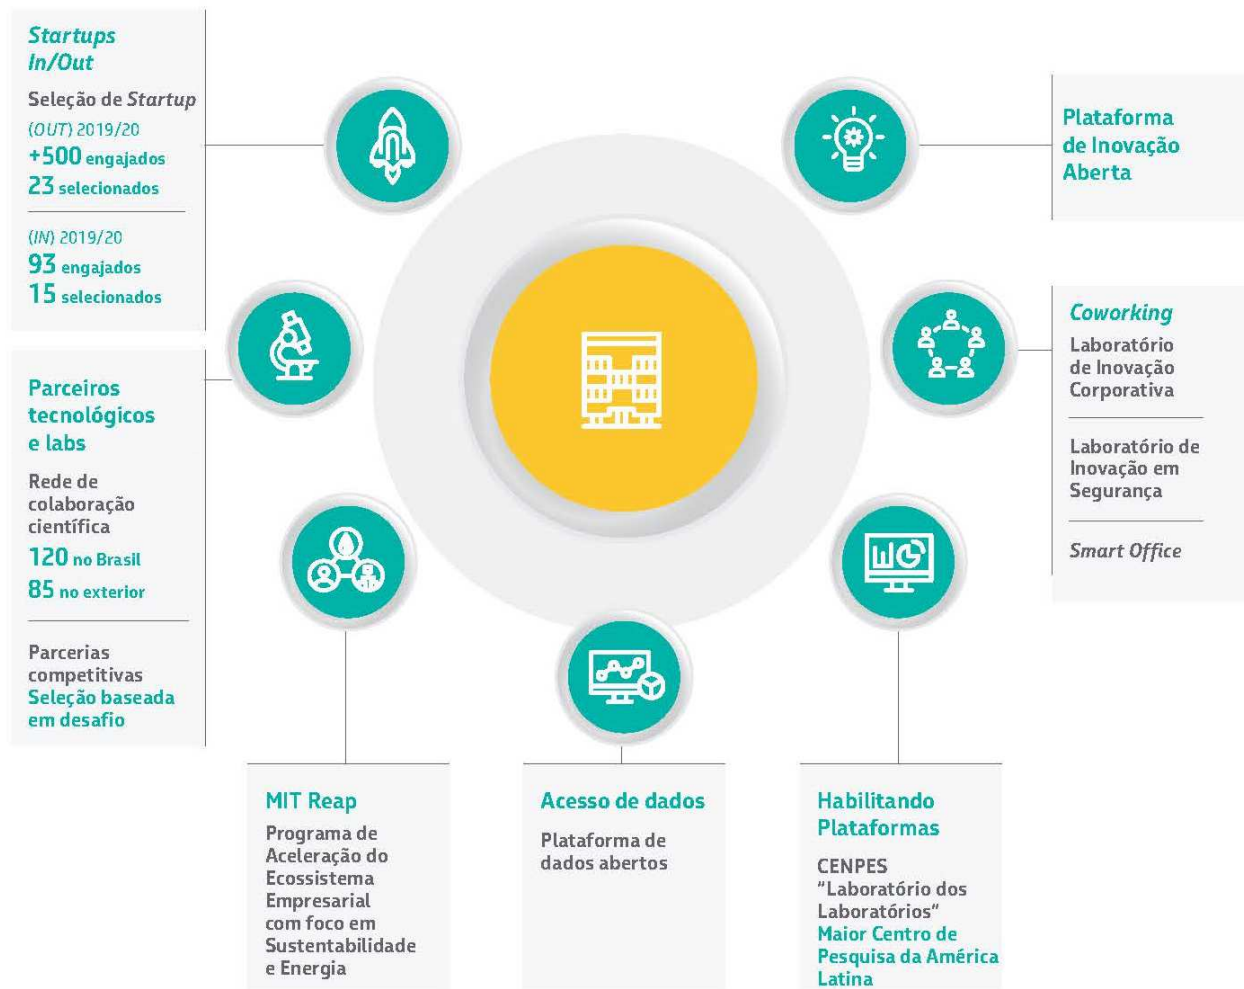 Startups
In/Out
Seleção de Startup
(OUT) 2019/20
+500 engajados
23 selecionados
(IN) 2019/20
93 engajados
15 selecionados
Parceiros
tecnológicos
e labs
Rede de
colaboração
científica
120 no Brasil
85 no exterior
Parcerias
competitivas
Seleção baseada
em desafio
MIT Reap
Programa de
Aceleração do
Ecossistema
Empresarial
com foco em
Sustentabilidade
e Energia
Acesso de dados
Plataforma de
dados abertos
Habilitando
Plataformas
CENPES
“Laboratório dos
Laboratórios”
Maior Centro de
Pesquisa da América
Latina
Plataforma
de Inovação
Aberta
Coworking
Laboratório
de Inovação
Corporativa
Laboratório de
Inovação em
Segurança
Smart Office